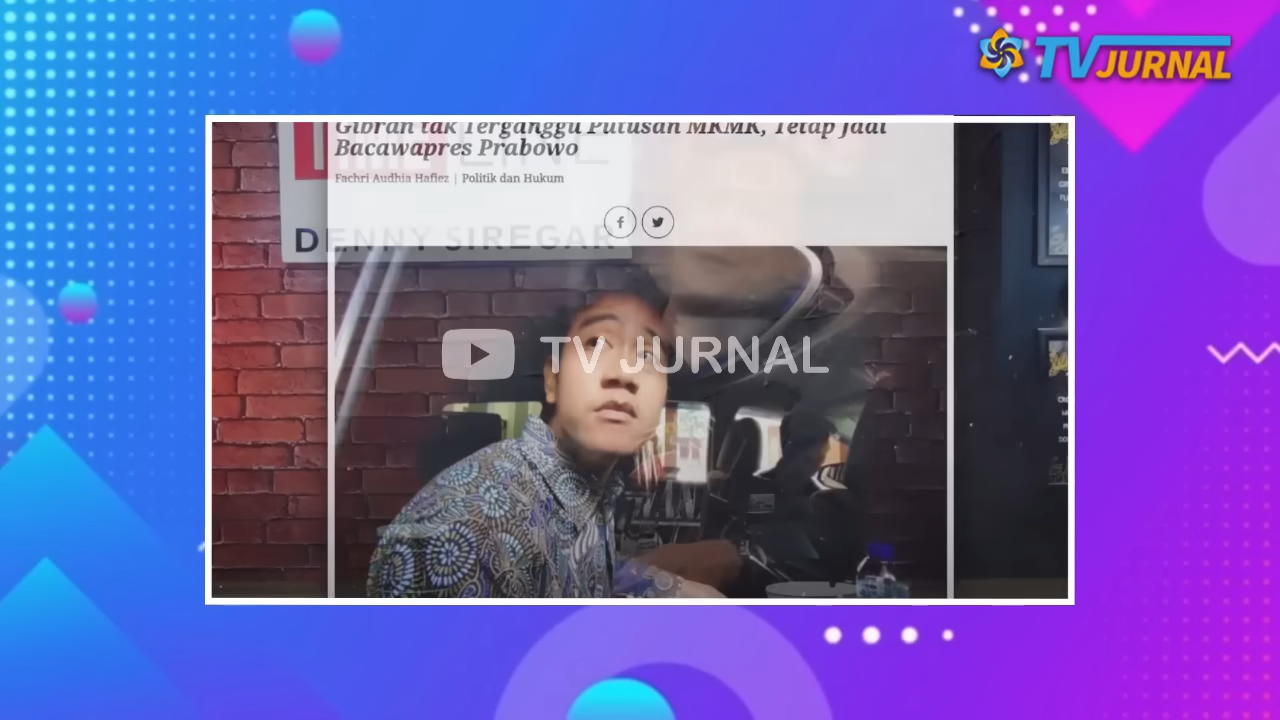 TV JURNAL
Gibran tak Terganggu Putusan MKMK, Tetap Jadi
Bacawapres Prabowo
Fachri Audhia Hafiez | Politik dan Hukum
DENNY SIREGAR
TV JURNAL